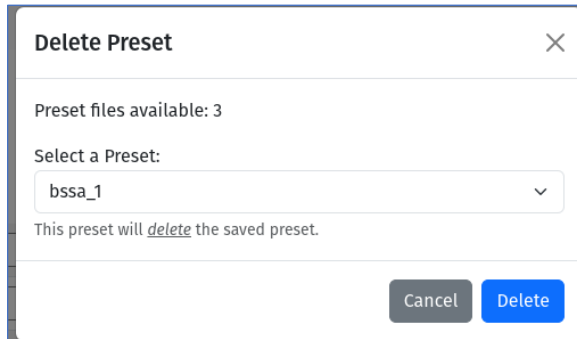 Delete Preset
Preset files available: 3
Select a Preset:
bssa_1
This preset will delete the saved preset.
Cancel Delete